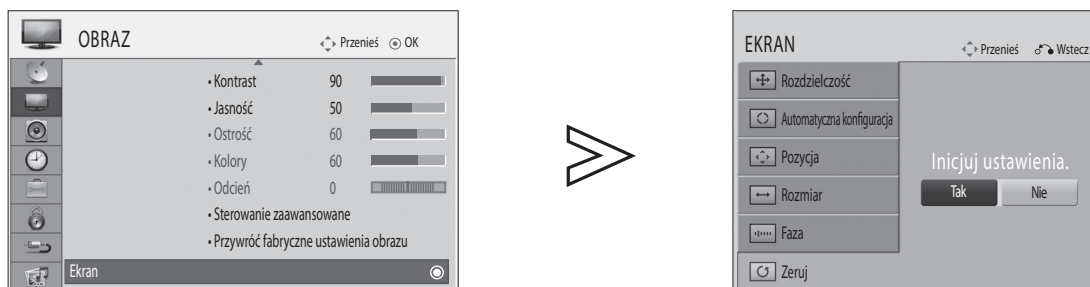 OBRAZ Przenieś OK
• Kontrast 90
• Jasność 50
• Ostrość 60
• Kolory 60
• Odcień 0
• Sterowanie zaawansowane
• Przywróć fabryczne ustawienia obrazu
Ekran
EKRAN Przenieś Wstecz
Rozdzielczość
Automatyczna konfiguracja
Pozycja
Rozmiar
Faza
Zeruj
Inicjuj ustawienia.
Tak Nie